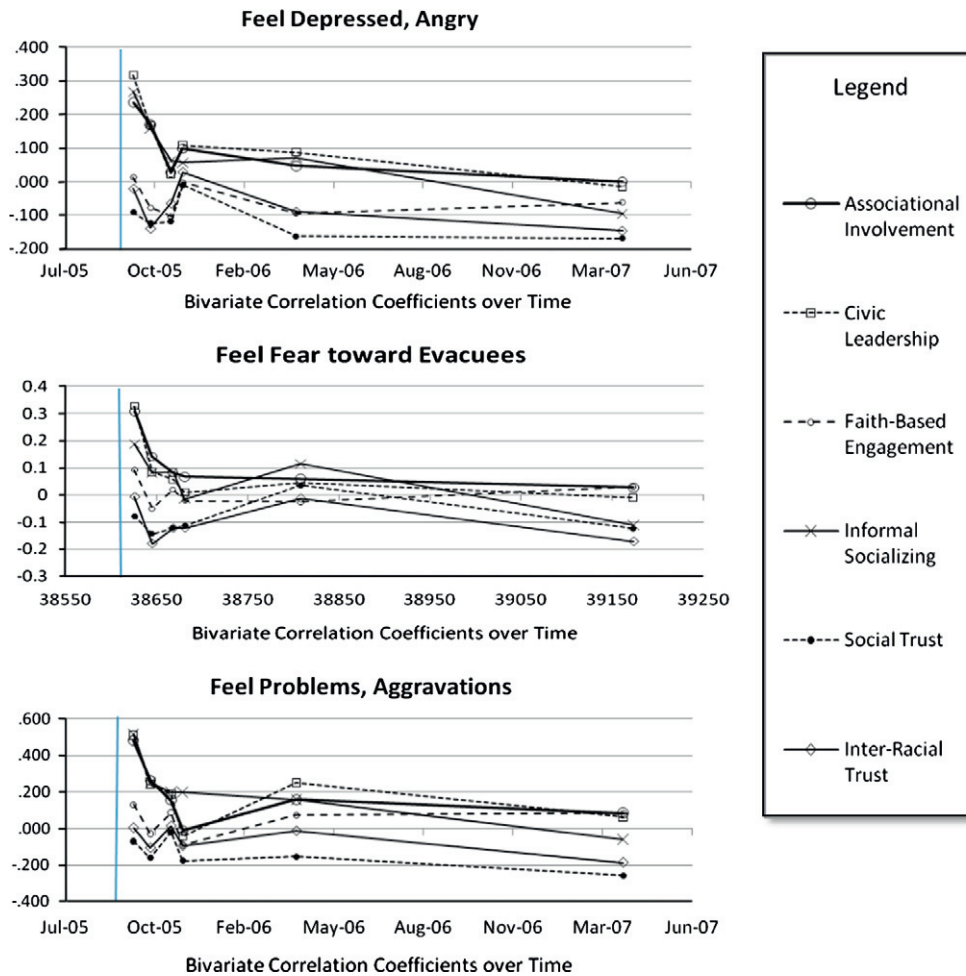 Feel Depressed, Angry
.400
.300
.200
.100
.000
-.100
-.200
Jul-05 Oct-05 Feb-06 May-06 Aug-06 Nov-06 Mar-07 Jun-07
Bivariate Correlation Coefficients over Time
Feel Fear toward Evacuees
0.4
0.3
0.2
0.1
0
-0.1
-0.2
-0.3
38550 38650 38750 38850 38950 39050 39150 39250
Bivariate Correlation Coefficients over Time
Feel Problems, Aggravations
.600
.400
.200
.000
-.200
-.400
Jul-05 Oct-05 Feb-06 May-06 Aug-06 Nov-06 Mar-07 Jun-07
Bivariate Correlation Coefficients over Time
Legend
Associational
Involvement
Civic
Leadership
Faith-Based
Engagement
Informal
Socializing
Social Trust
Inter-Racial
Trust